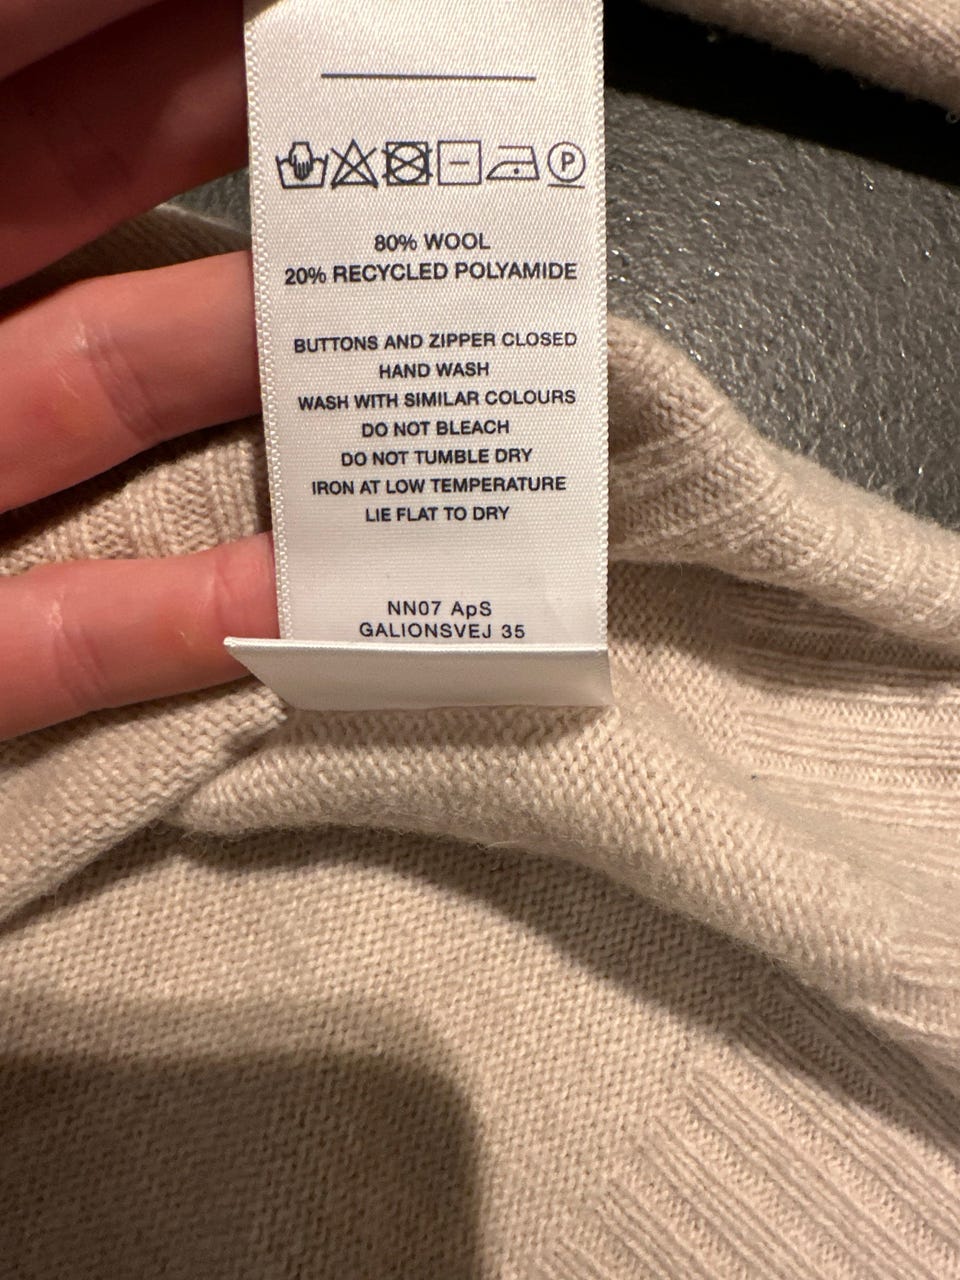 P
80% WOOL
20% RECYCLED POLYAMIDE
BUTTONS AND ZIPPER CLOSED
HAND WASH
WASH WITH SIMILAR COLOURS
DO NOT BLEACH
DO NOT TUMBLE DRY
IRON AT LOW TEMPERATURE
LIE FLAT TO DRY
NN07 ApS
GALIONSVEJ 35